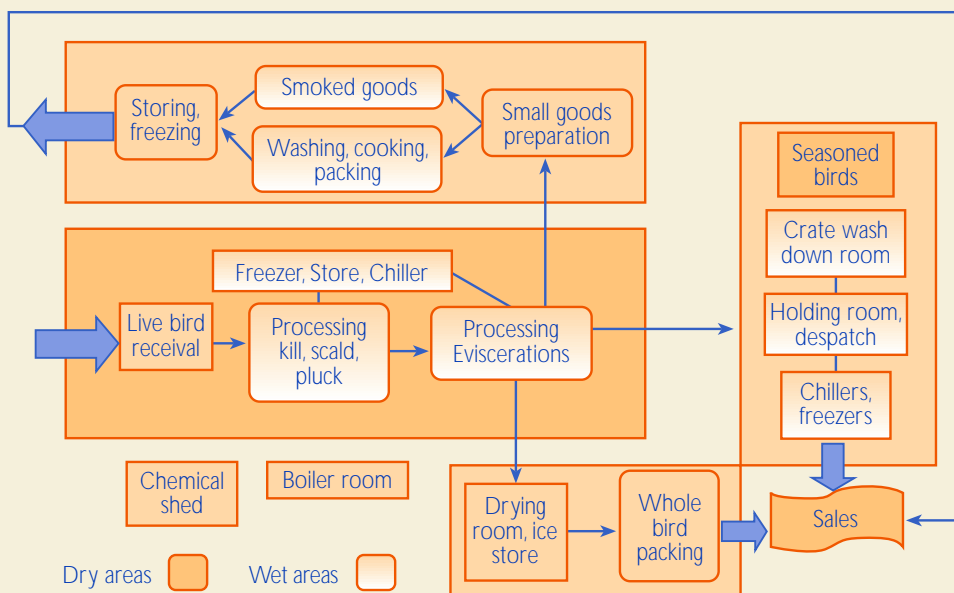 Storing,
freezing
Smoked goods
Washing, cooking,
packing
Small goods
preparation
Seasoned
birds
Crate wash
down room
Holding room,
despatch
Chillers,
freezers
Freezer, Store, Chiller
Live bird
receival
Processing
kill, scald,
pluck
Processing
Eviscerations
Chemical
shed
Boiler room
Drying
room, ice
store
Whole
bird
packing
Sales
Dry areas
Wet areas